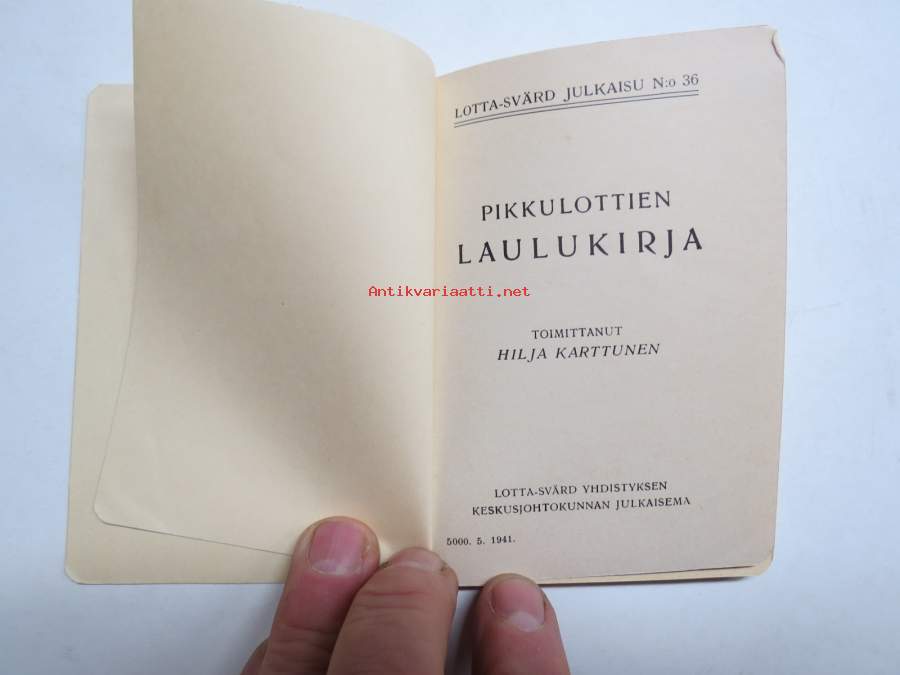 LOTTA-SVÄRD JULKAISU N:o 36
PIKKULOTTIEN
LAULUKIRJA
Antikvariaatti.net
TOIMITTANUT
HILJA KARTTUNEN
LOTTA-SVÄRD YHDISTYKSEN
KESKUSJOHTOKUNNAN JULKAISEMA
5000. 5. 1941.